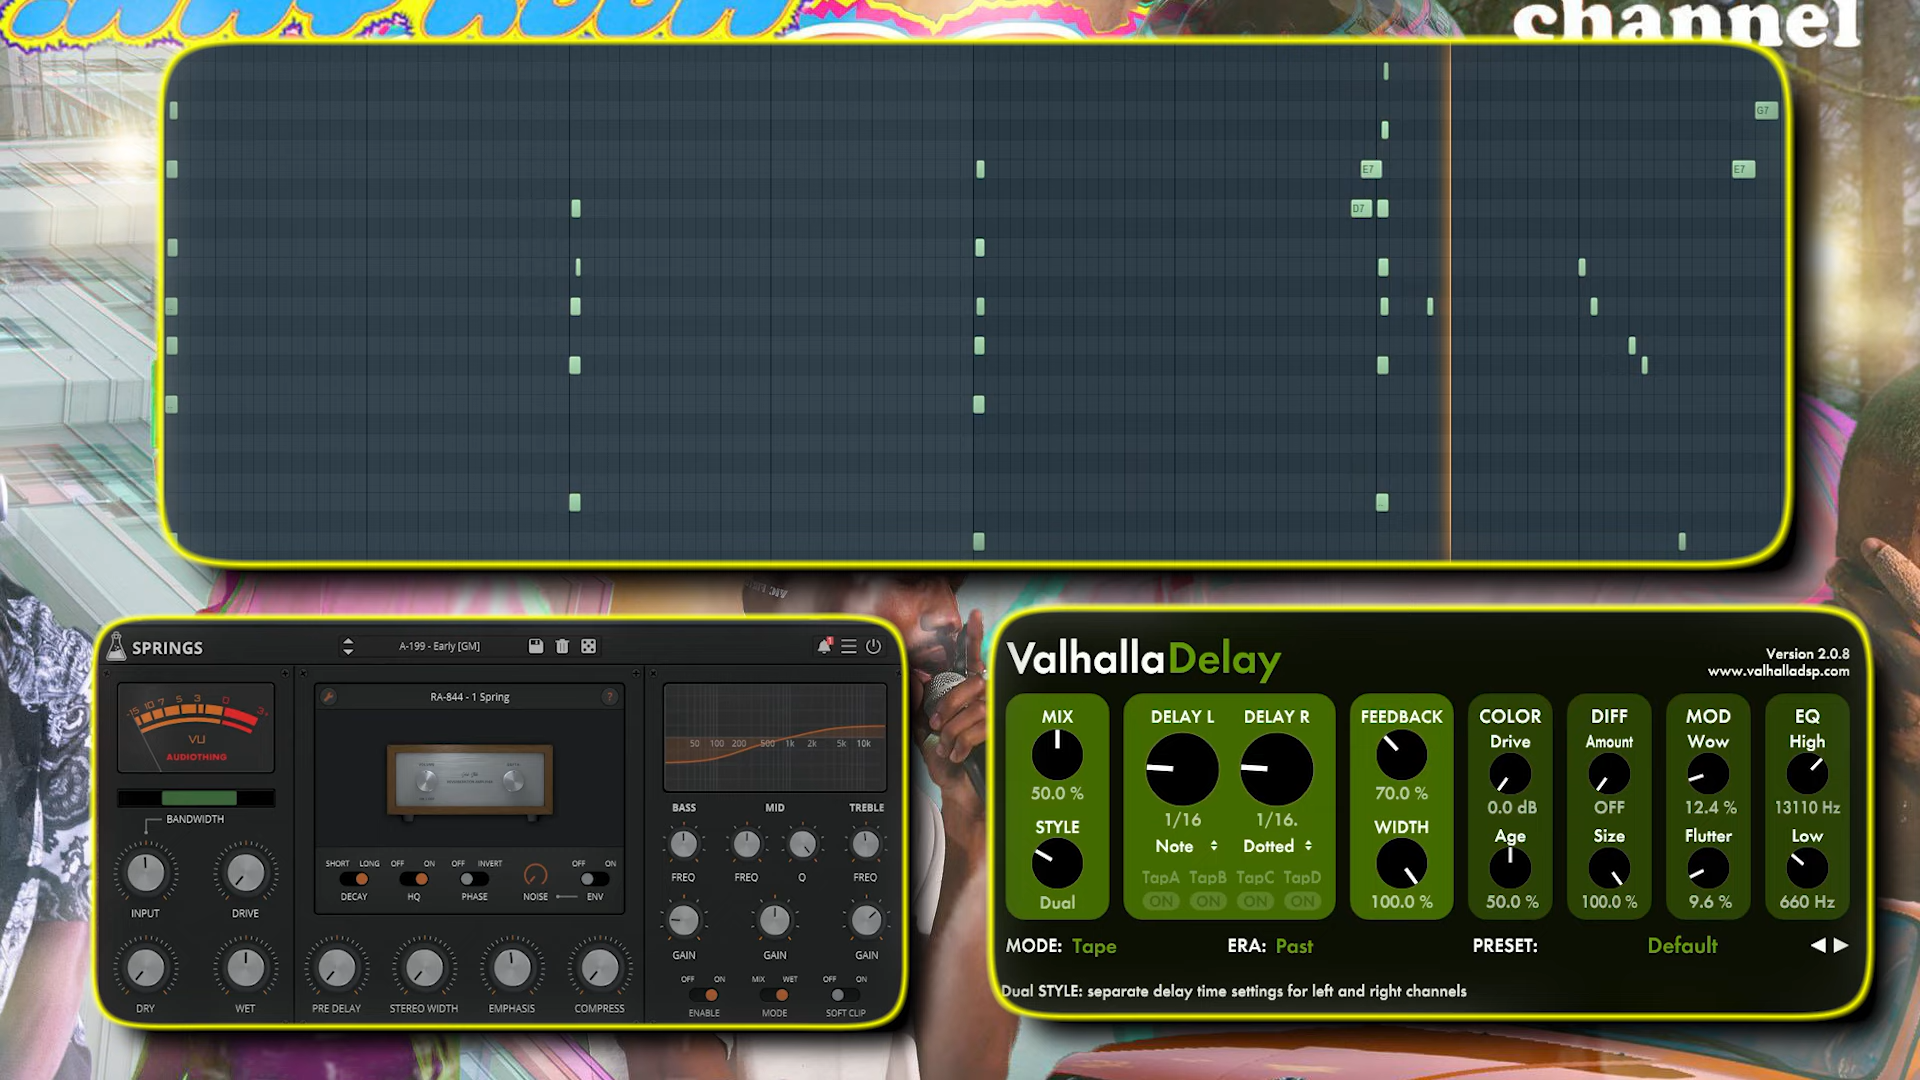 channel
G7
E7
E7
D7
SPRINGS
A-199 - Early [GM]
RA-844 - 1 Spring
?
-15 10 7 5 3 0 3+
VU
AUDIOTHING
BANDWIDTH
INPUT DRIVE
DRY WET
SHORT LONG OFF ON OFF INVERT OFF ON
DECAY HQ PHASE NOISE ENV
PRE DELAY STEREO WIDTH EMPHASIS COMPRESS
50 100 200 500 1k 2k 5k 10k
BASS MID TREBLE
FREQ FREQ Q FREQ
GAIN GAIN GAIN
OFF ON MIX WET OFF ON
ENABLE MODE SOFT CLIP
ValhallaDelay
Version 2.0.8
www.valhalladsp.com
MIX DELAY L DELAY R FEEDBACK COLOR DIFF MOD EQ
Drive Amount Wow High
50.0 % 1/16 1/16. 70.0 % 0.0 dB OFF 12.4 % 13110 Hz
STYLE Note Dotted WIDTH Age Size Flutter Low
TapA TapB TapC TapD
Dual ON ON ON ON 100.0 % 50.0 % 100.0 % 9.6 % 660 Hz
MODE: Tape ERA: Past PRESET: Default
Dual STYLE: separate delay time settings for left and right channels